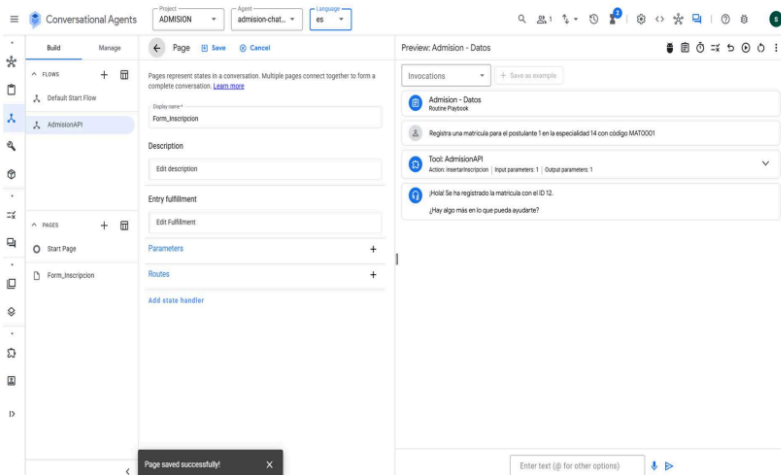 Conversational Agents
Project
ADMISION
Agent
admision-chat...
Language
es
1
2
Build
Manage
FLOWS
Default Start Flow
AdmisionAPI
PAGES
Start Page
Form_Inscripcion
Page
Save
Cancel
Pages represent states in a conversation. Multiple pages connect together to form a
complete conversation. Learn more
Display name *
Form_Inscripcion
Description
Edit description
Entry fulfillment
Edit Fulfillment
Parameters
Routes
Add state handler
Page saved successfully!
Preview: Admision - Datos
Invocations
+ Save as example
Admision - Datos
Routine Playbook
Registra una matricula para el postulante 1 en la especialidad 14 con código MAT0001
Tool: AdmisionAPI
Action: insertarInscripcion | Input parameters: 1 | Output parameters: 1
¡Hola! Se ha registrado la matrícula con el ID 12.
¿Hay algo más en lo que pueda ayudarte?
Enter text (@ for other options)